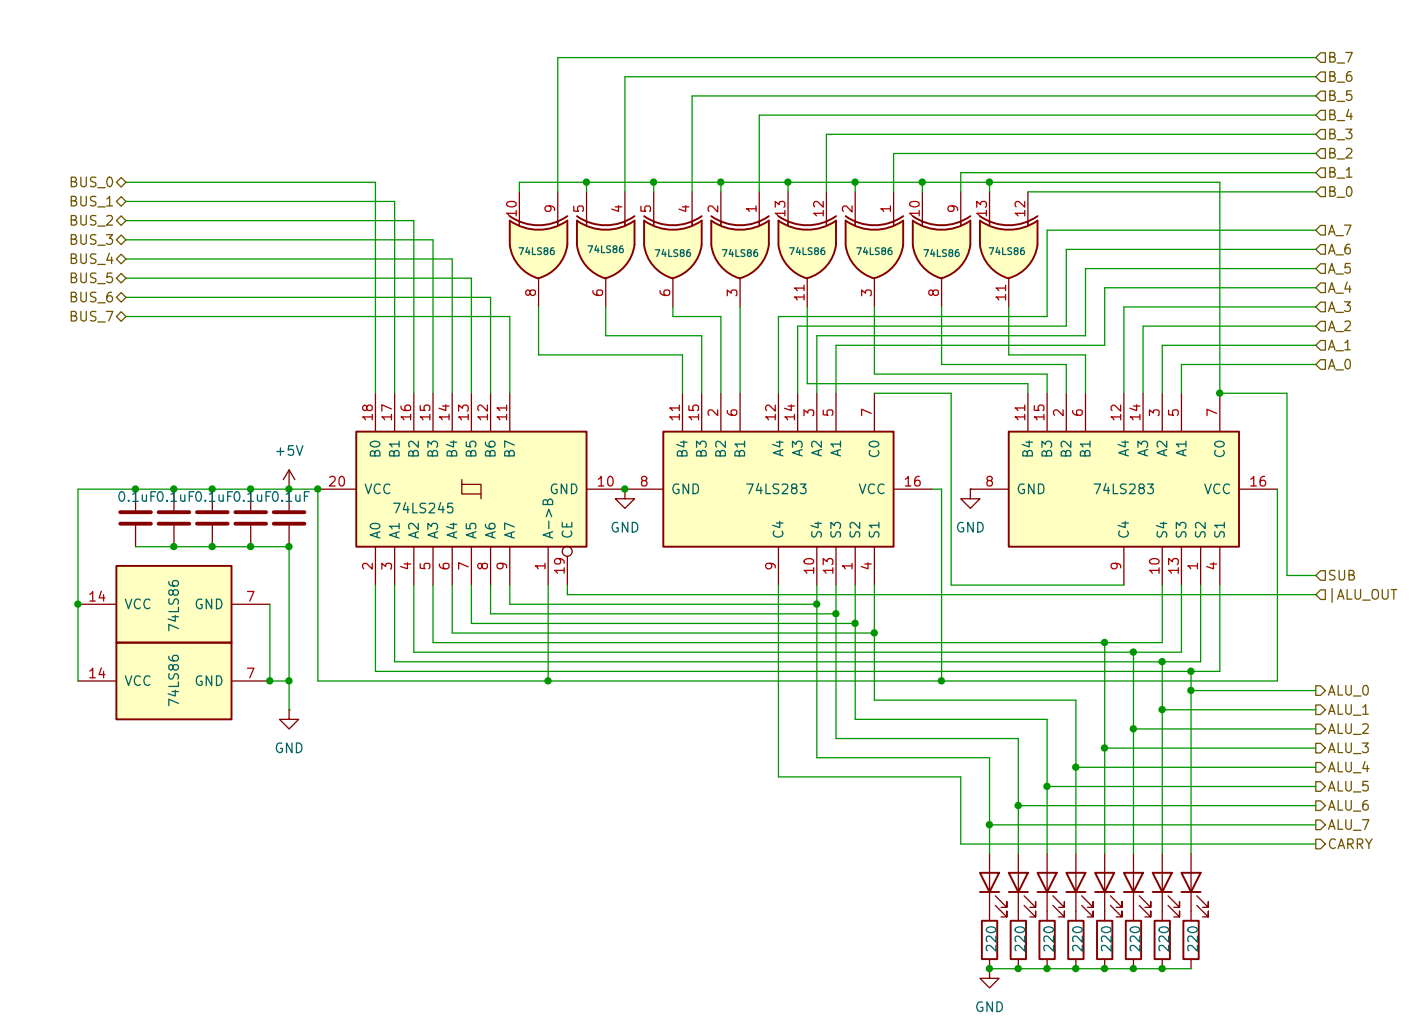 B_7
B_6
B_5
B_4
B_3
B_2
B_1
B_0
BUS_0
BUS_1
BUS_2
BUS_3
BUS_4
BUS_5
BUS_6
BUS_7
10 9 5 4 5 4 2 1 13 12 2 1 10 9 13 12
74LS86 74LS86 74LS86 74LS86 74LS86 74LS86 74LS86 74LS86
8 6 6 3 11 3 8 11
A_7
A_6
A_5
A_4
A_3
A_2
A_1
A_0
18 17 16 15 14 13 12 11
B0 B1 B2 B3 B4 B5 B6 B7
20 VCC GND 10
74LS245
A0 A1 A2 A3 A4 A5 A6 A7 A->B CE
2 3 4 5 6 7 8 9 1 19
GND
11 15 2 6 12 14 3 5 7
B4 B3 B2 B1 A4 A3 A2 A1 C0
8 GND 74LS283 VCC 16
C4 S4 S3 S2 S1
9 10 13 1 4
GND
11 15 2 6 12 14 3 5 7
B4 B3 B2 B1 A4 A3 A2 A1 C0
8 GND 74LS283 VCC 16
C4 S4 S3 S2 S1
9 10 13 1 4
+5V
0.1uF 0.1uF 0.1uF 0.1uF 0.1uF
14 VCC 74LS86 GND 7
14 VCC 74LS86 GND 7
GND
SUB
|ALU_OUT
ALU_0
ALU_1
ALU_2
ALU_3
ALU_4
ALU_5
ALU_6
ALU_7
CARRY
220 220 220 220 220 220 220 220
GND